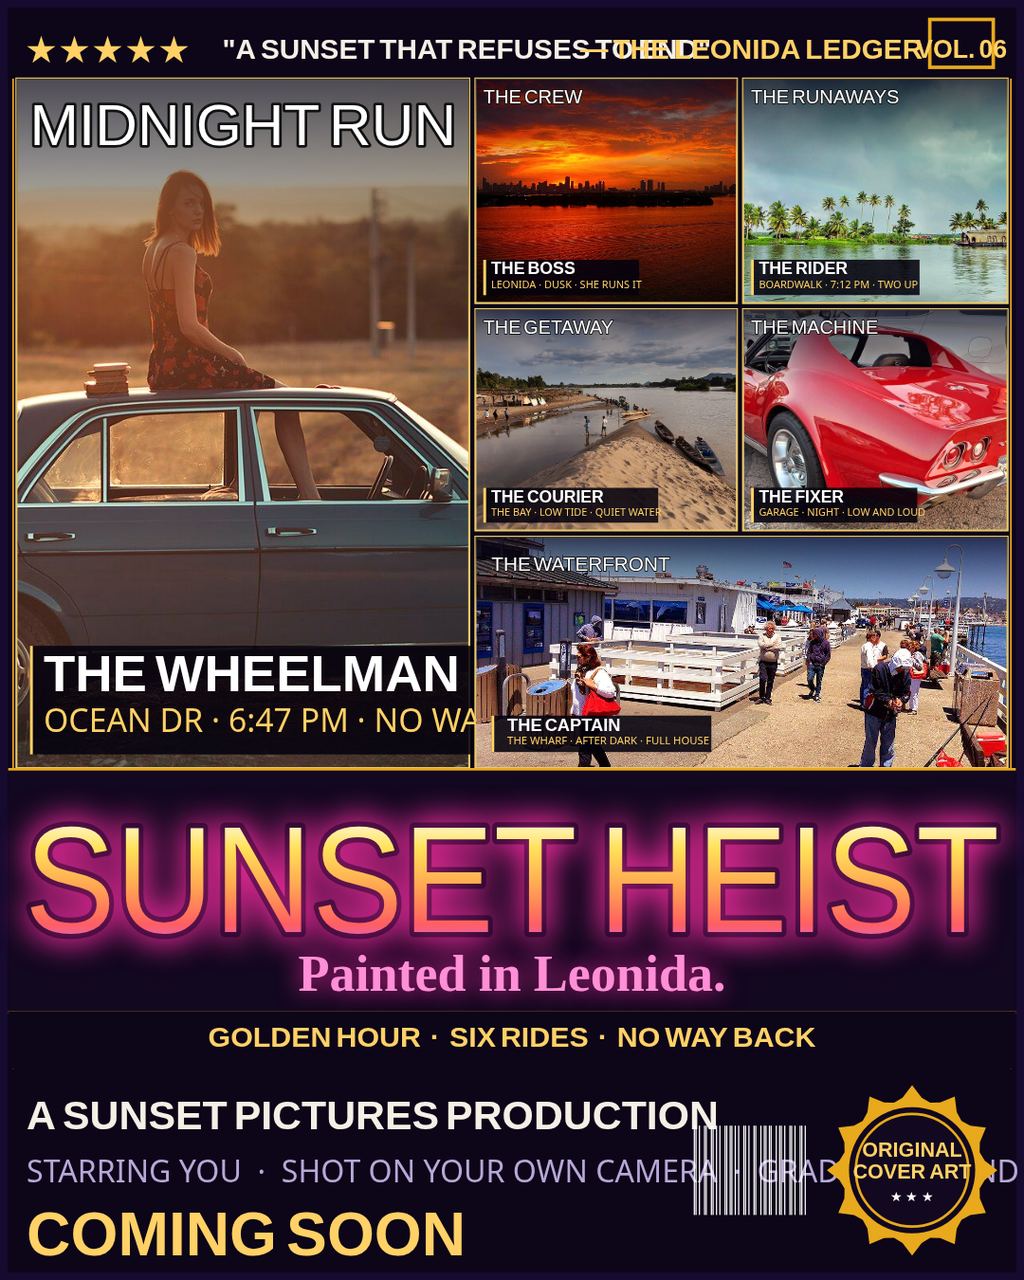 ★★★★★ "A SUNSET THAT REFUSES TO END" — THE LEONIDA LEDGER VOL. 06
MIDNIGHT RUN
THE WHEELMAN
OCEAN DR · 6:47 PM · NO WA
THE CREW
THE BOSS
LEONIDA · DUSK · SHE RUNS IT
THE RUNAWAYS
THE RIDER
BOARDWALK · 7:12 PM · TWO UP
THE GETAWAY
THE COURIER
THE BAY · LOW TIDE · QUIET WATER
THE MACHINE
THE FIXER
GARAGE · NIGHT · LOW AND LOUD
THE WATERFRONT
THE CAPTAIN
THE WHARF · AFTER DARK · FULL HOUSE
SUNSET HEIST
Painted in Leonida.
GOLDEN HOUR · SIX RIDES · NO WAY BACK
A SUNSET PICTURES PRODUCTION
STARRING YOU · SHOT ON YOUR OWN CAMERA ·
COMING SOON
ORIGINAL
COVER ART
★ ★ ★